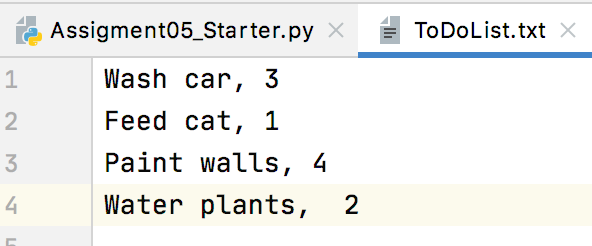 Assigment05_Starter.py ToDoList.txt
1 Wash car, 3
2 Feed cat, 1
3 Paint walls, 4
4 Water plants,  2
5